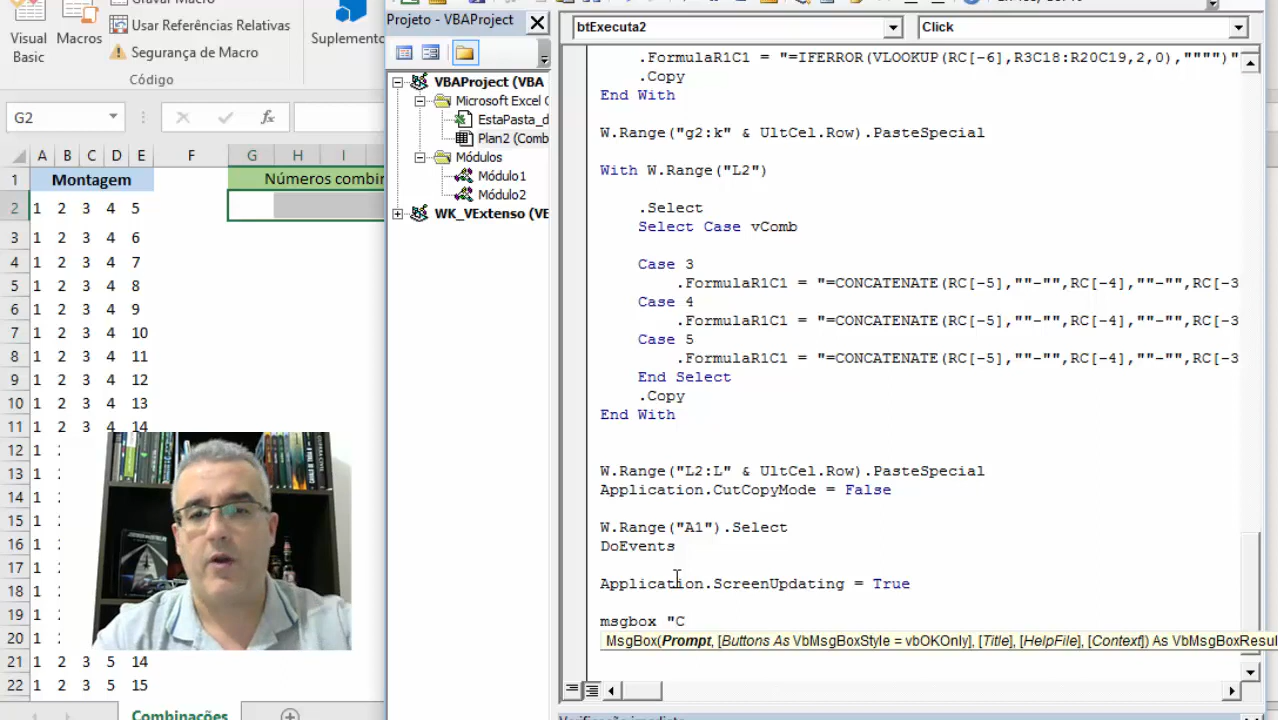 Gravar Macro
Usar Referências Relativas
Segurança de Macro
Visual Basic
Macros
Suplemento
Código
G2
fx
A B C D E F G H I
1 Montagem Números combin
2 1 2 3 4 5
3 1 2 3 4 6
4 1 2 3 4 7
5 1 2 3 4 8
6 1 2 3 4 9
7 1 2 3 4 10
8 1 2 3 4 11
9 1 2 3 4 12
10 1 2 3 4 13
11 1 2 3 4 14
12 1
13 1
14 1
15 1
16 1
17 1
18 1
19 1
20 1
21 1 2 3 5 14
22 1 2 3 5 15
Combinações
Projeto - VBAProject
VBAProject (VBA
Microsoft Excel O
EstaPasta_d
Plan2 (Comb
Módulos
Módulo1
Módulo2
WK_VExtenso (VE
btExecuta2
Click
.FormulaR1C1 = "=IFERROR(VLOOKUP(RC[-6],R3C18:R20C19,2,0),"""")"
.Copy
End With
W.Range("g2:k" & UltCel.Row).PasteSpecial
With W.Range("L2")
.Select
Select Case vComb
Case 3
.FormulaR1C1 = "=CONCATENATE(RC[-5],""-"",RC[-4],""-"",RC[-3
Case 4
.FormulaR1C1 = "=CONCATENATE(RC[-5],""-"",RC[-4],""-"",RC[-3
Case 5
.FormulaR1C1 = "=CONCATENATE(RC[-5],""-"",RC[-4],""-"",RC[-3
End Select
.Copy
End With
W.Range("L2:L" & UltCel.Row).PasteSpecial
Application.CutCopyMode = False
W.Range("A1").Select
DoEvents
Application.ScreenUpdating = True
msgbox "C
MsgBox(Prompt, [Buttons As VbMsgBoxStyle = vbOKOnly], [Title], [HelpFile], [Context]) As VbMsgBoxResul